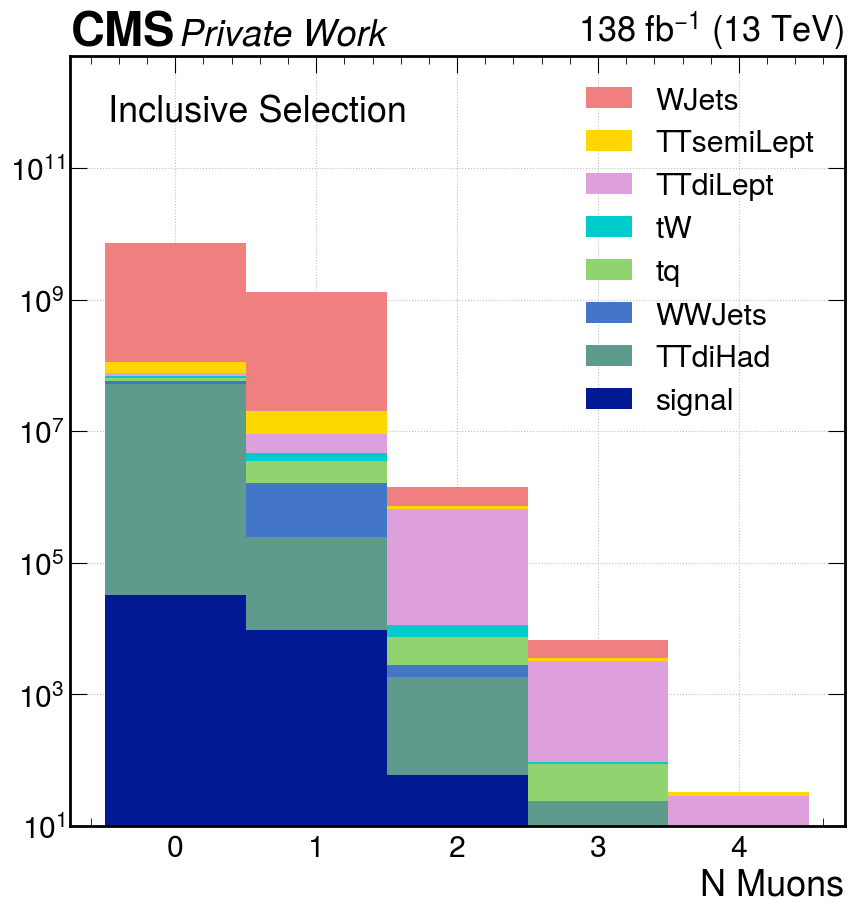 CMS Private Work 138 fb⁻¹ (13 TeV)
Inclusive Selection
WJets
TTsemiLept
TTdiLept
tW
tq
WWJets
TTdiHad
signal
10¹¹
10⁹
10⁷
10⁵
10³
10¹
0 1 2 3 4
N Muons